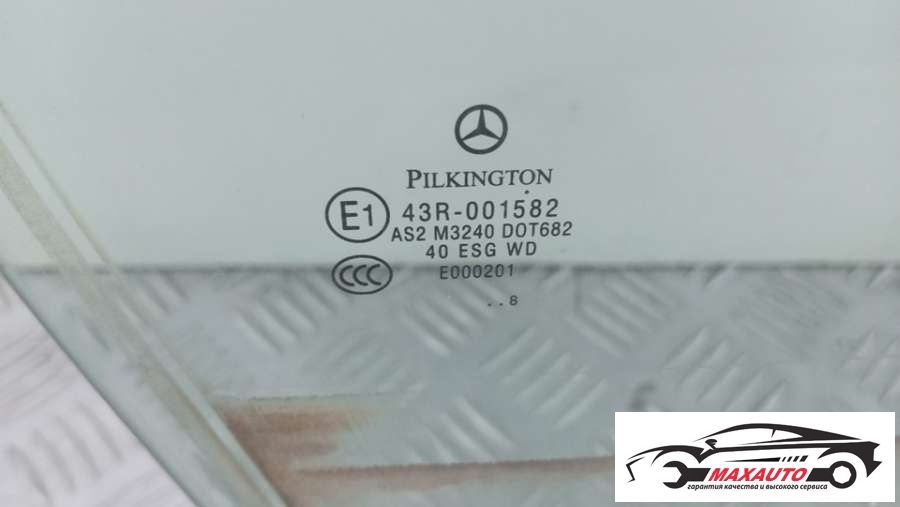 PILKINGTON
E1 43R-001582
AS2 M3240 DOT682
40 ESG WD
CCC E000201
..8
MAXAUTO
гарантия качества и высокого сервиса